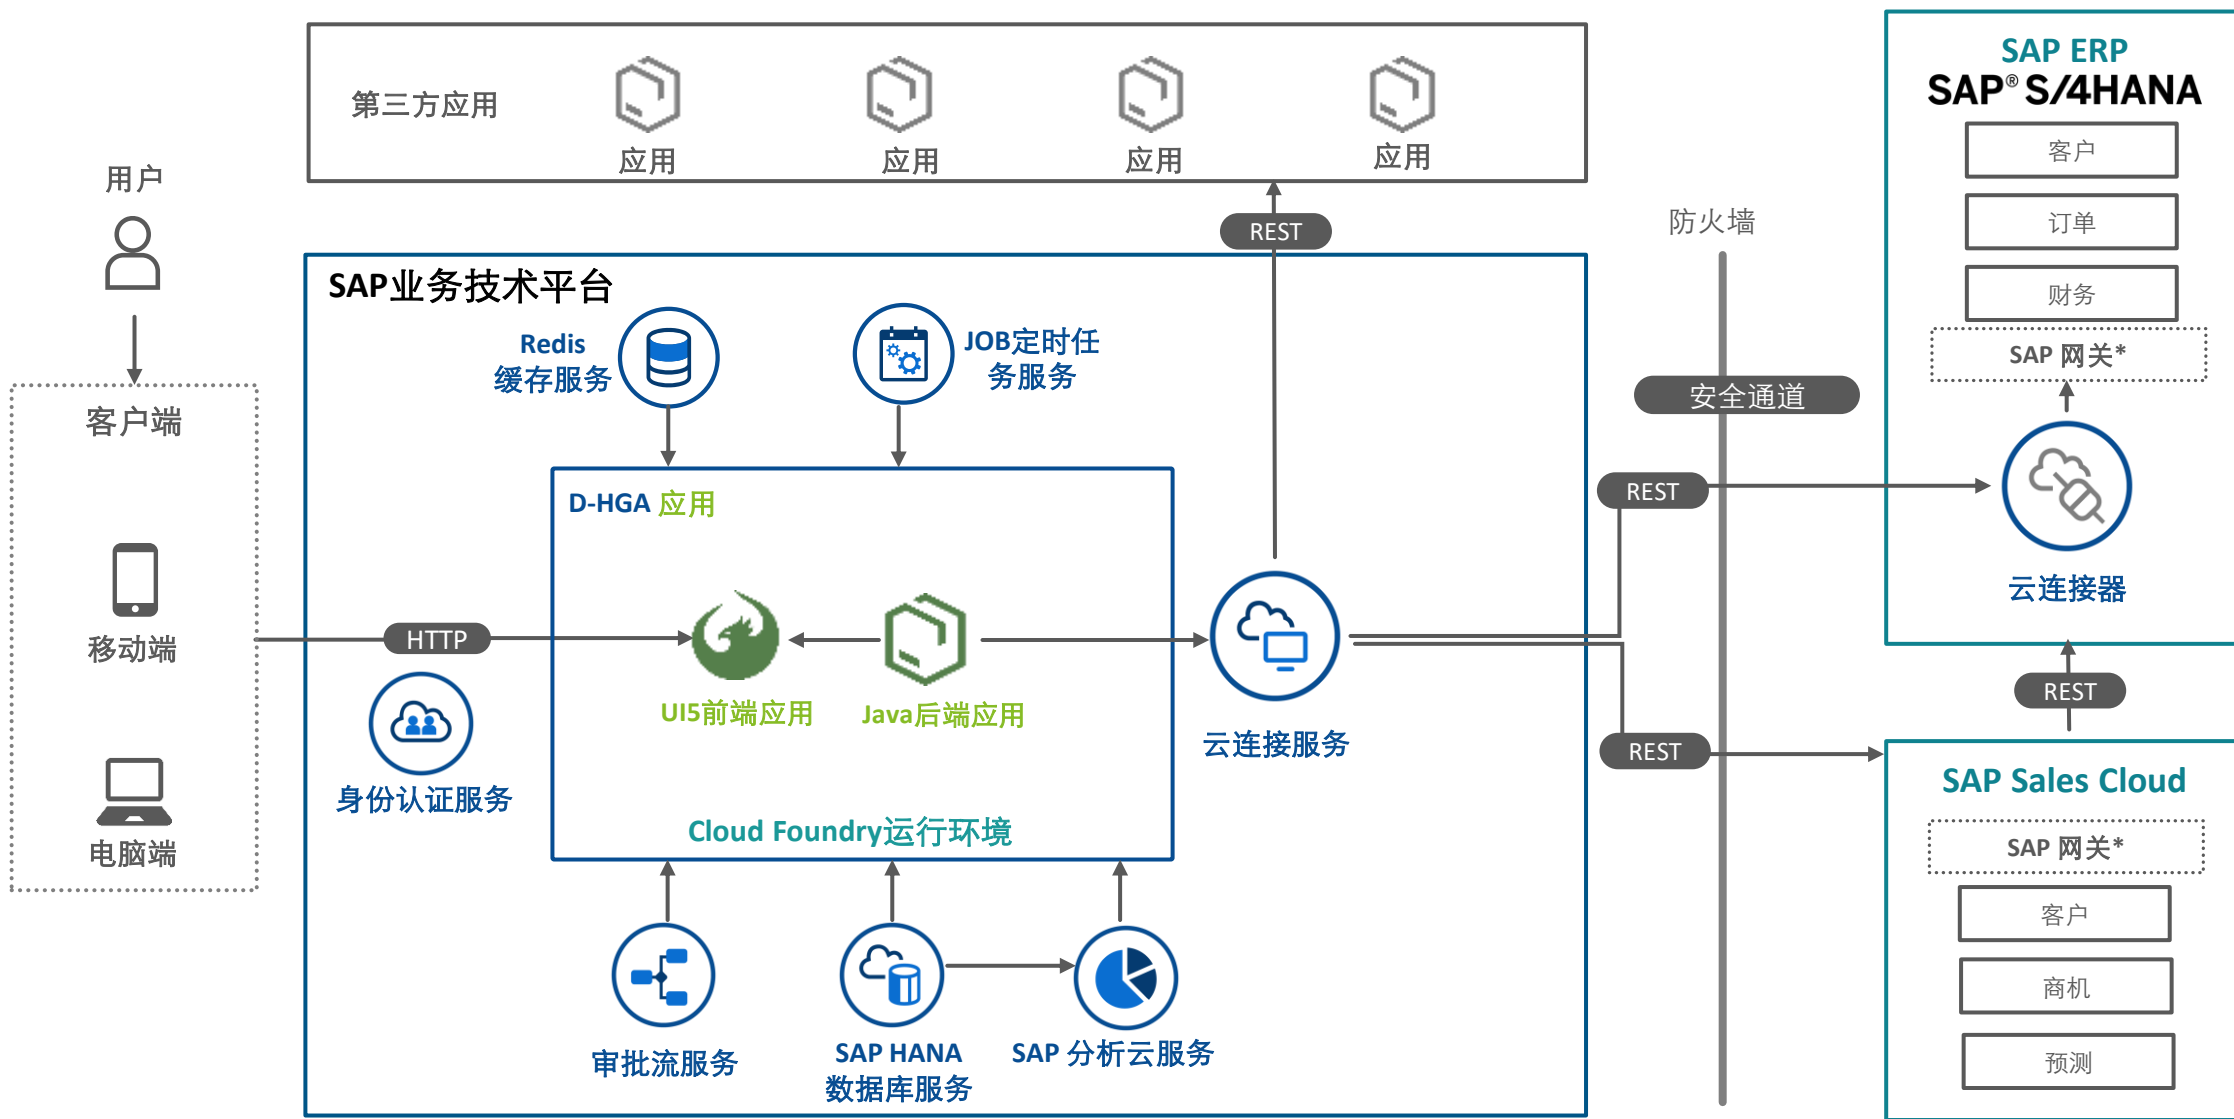 第三方应用
应用
应用
应用
应用
用户
客户端
移动端
电脑端
SAP业务技术平台
Redis
缓存服务
JOB定时任
务服务
REST
D-HGA 应用
HTTP
UI5前端应用
Java后端应用
身份认证服务
Cloud Foundry运行环境
云连接服务
审批流服务
SAP HANA
数据库服务
SAP 分析云服务
防火墙
安全通道
REST
REST
SAP ERP
SAP® S/4HANA
客户
订单
财务
SAP 网关*
云连接器
REST
SAP Sales Cloud
SAP 网关*
客户
商机
预测